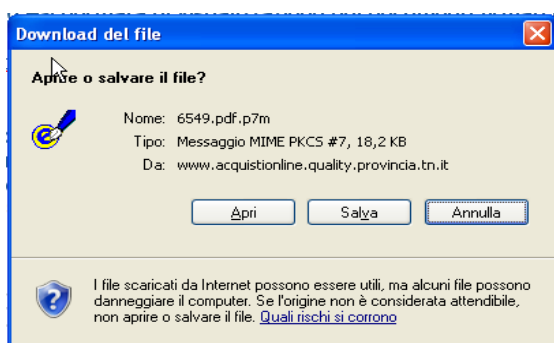 Download del file
Aprire o salvare il file?
Nome: 6549.pdf.p7m
Tipo: Messaggio MIME PKCS #7, 18,2 KB
Da: www.acquistionline.quality.provincia.tn.it
Apri Salva Annulla
I file scaricati da Internet possono essere utili, ma alcuni file possono
danneggiare il computer. Se l'origine non è considerata attendibile,
non aprire o salvare il file. Quali rischi si corrono